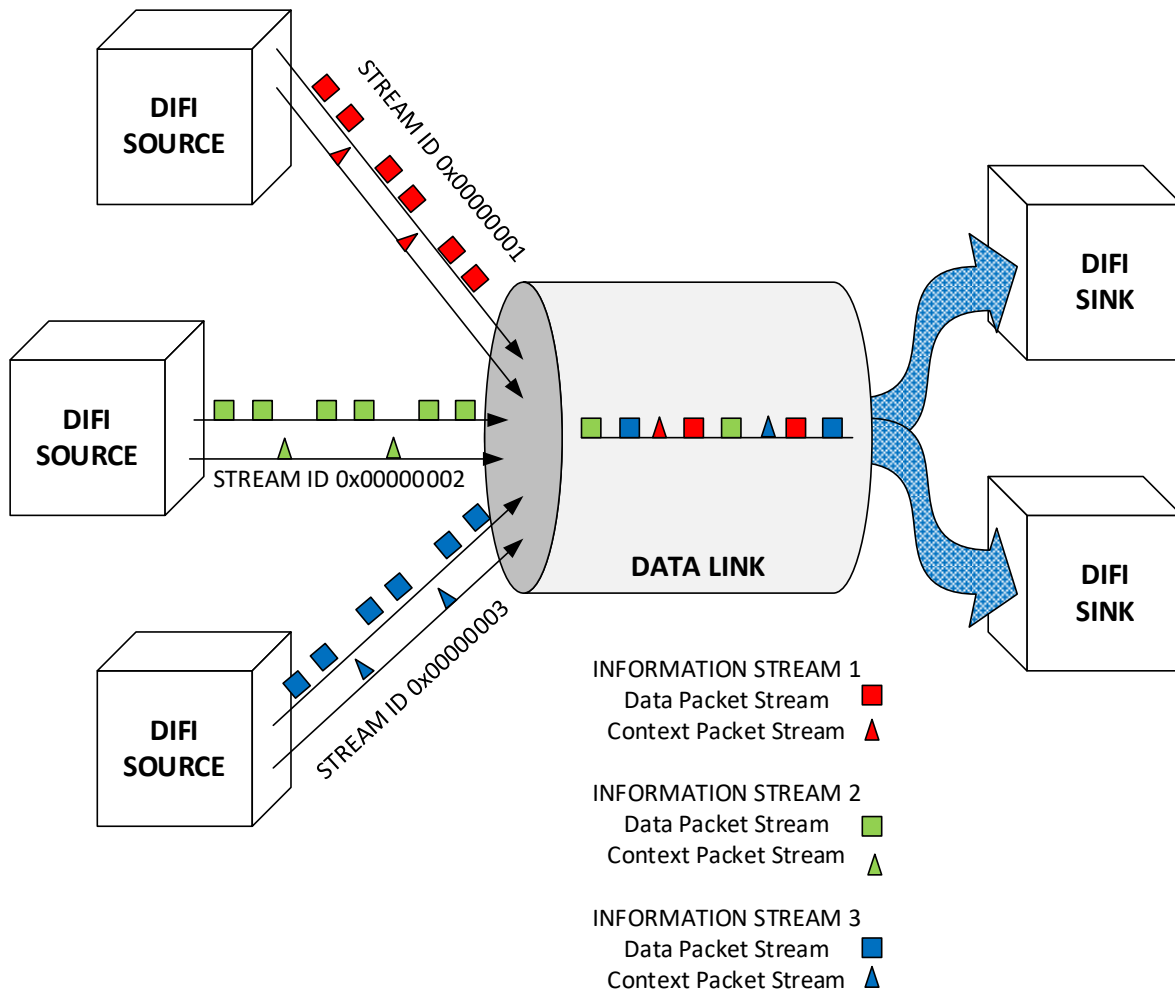 DIFI
SOURCE
STREAM ID 0x00000001
DIFI
SINK
DIFI
SOURCE
STREAM ID 0x00000002
DATA LINK
DIFI
SINK
DIFI
SOURCE
STREAM ID 0x00000003
INFORMATION STREAM 1
Data Packet Stream
Context Packet Stream
INFORMATION STREAM 2
Data Packet Stream
Context Packet Stream
INFORMATION STREAM 3
Data Packet Stream
Context Packet Stream